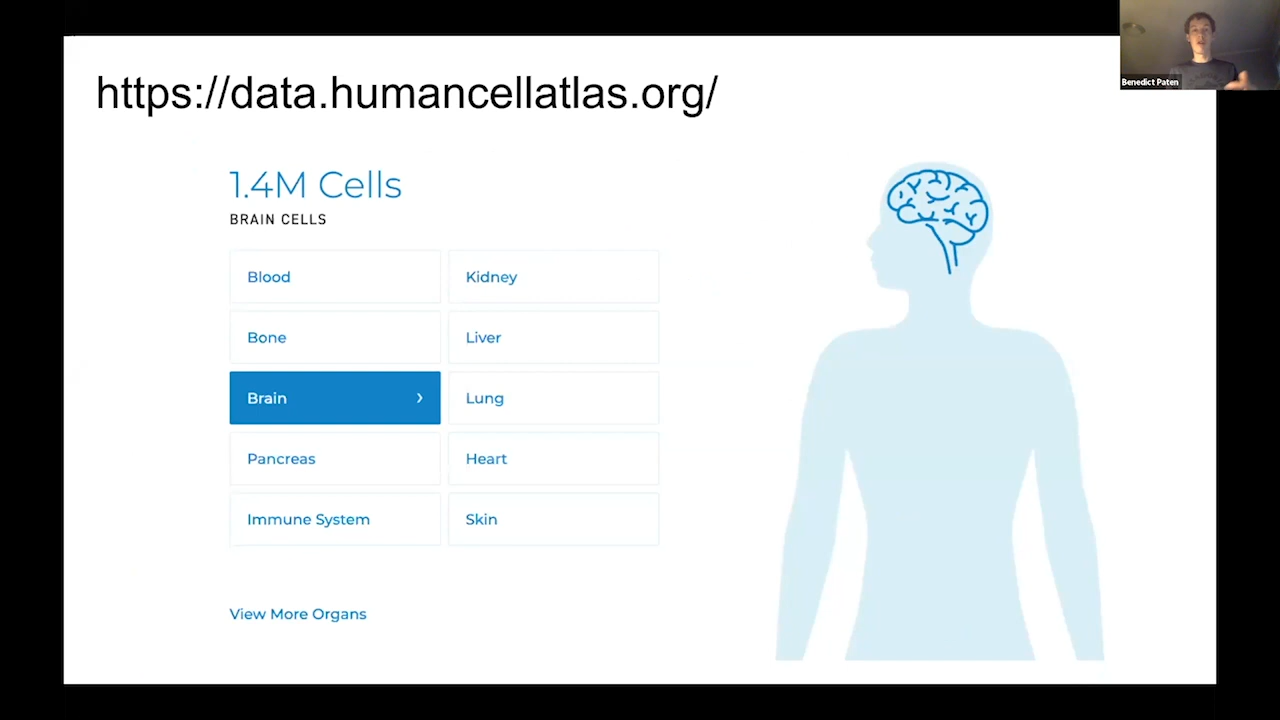 https://data.humancellatlas.org/
Benedict Paten
1.4M Cells
BRAIN CELLS
Blood
Kidney
Bone
Liver
Brain
Lung
Pancreas
Heart
Immune System
Skin
View More Organs